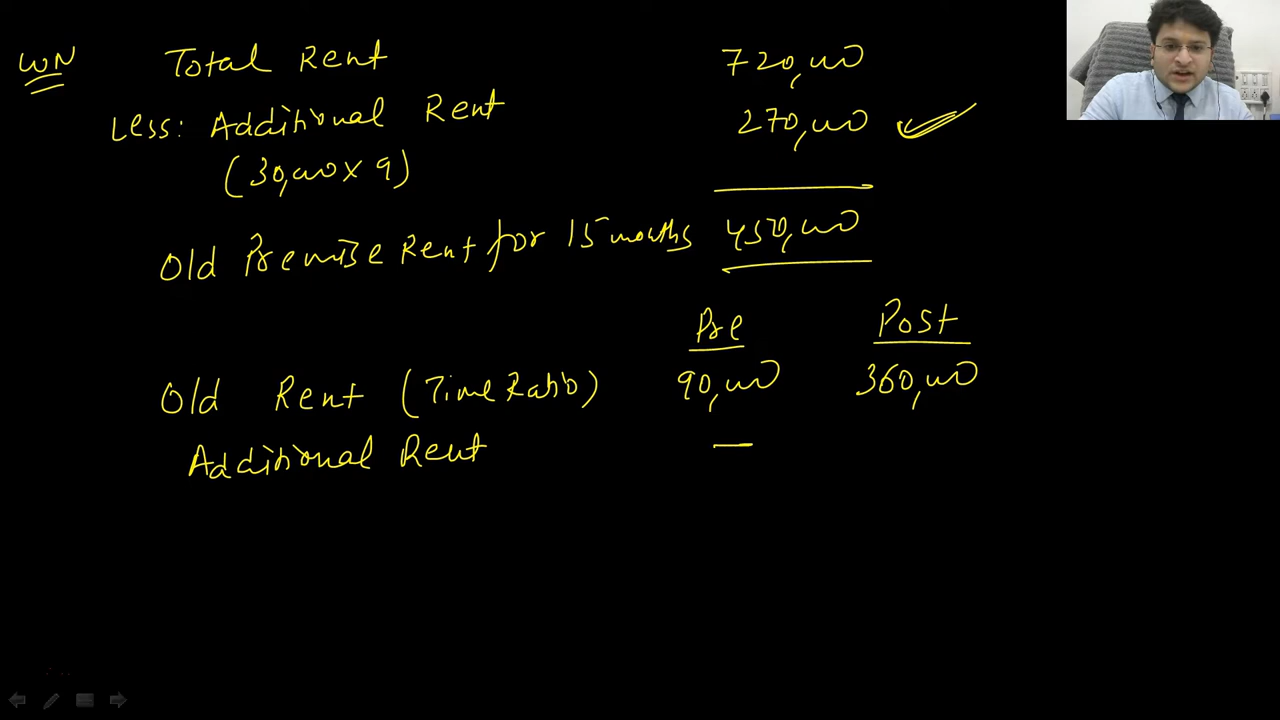 WN Total Rent 720,000
Less: Additional Rent 270,000
(30,000 x 9)
Old Premise Rent for 15 months 450,000
Pre Post
Old Rent (Time Ratio) 90,000 360,000
Additional Rent —